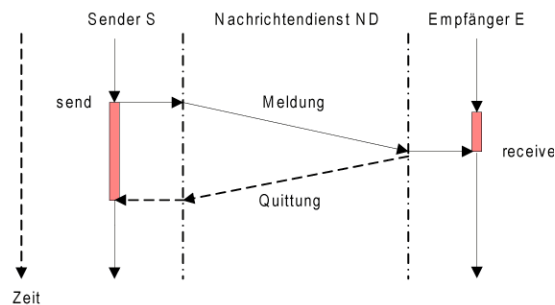 Sender S
Nachrichtendienst ND
Empfänger E
send
Meldung
receive
Quittung
Zeit